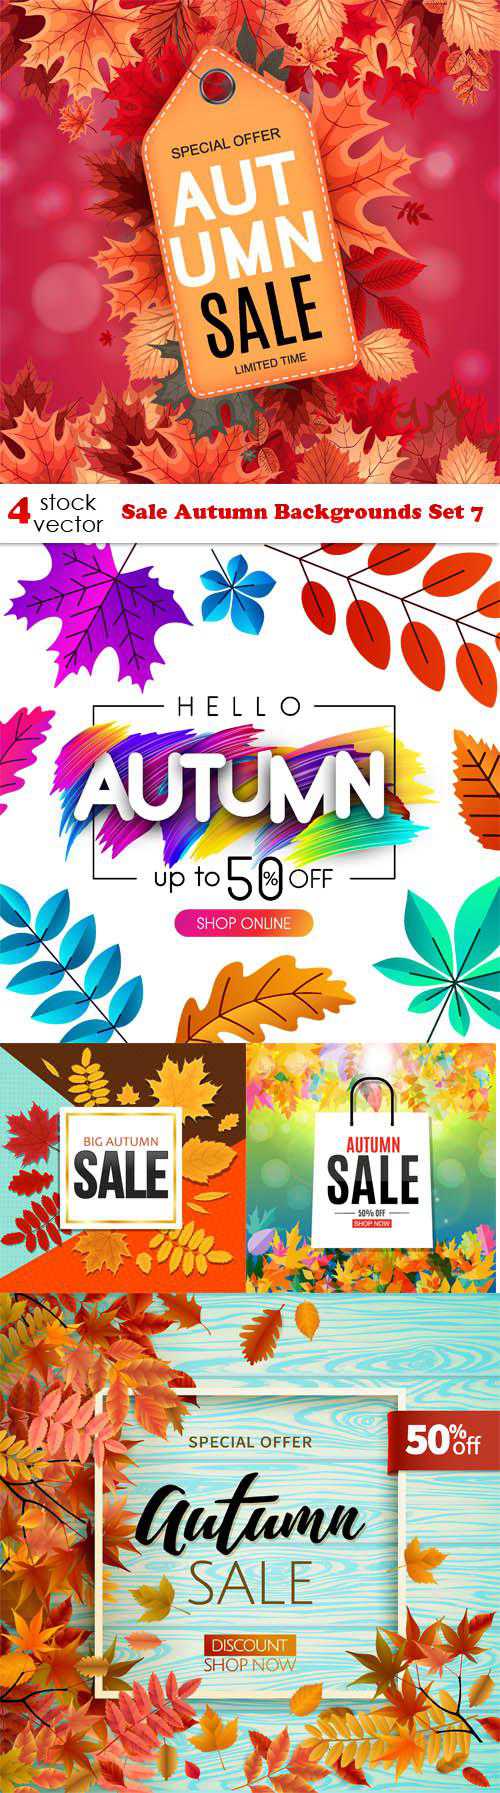 SPECIAL OFFER
AUT
UMN
SALE
LIMITED TIME
4 stock
vector
Sale Autumn Backgrounds Set 7
HELLO
AUTUMN
up to 50% OFF
SHOP ONLINE
BIG AUTUMN
SALE
AUTUMN
SALE
50% OFF
SHOP NOW
50% off
SPECIAL OFFER
Autumn
SALE
DISCOUNT
SHOP NOW